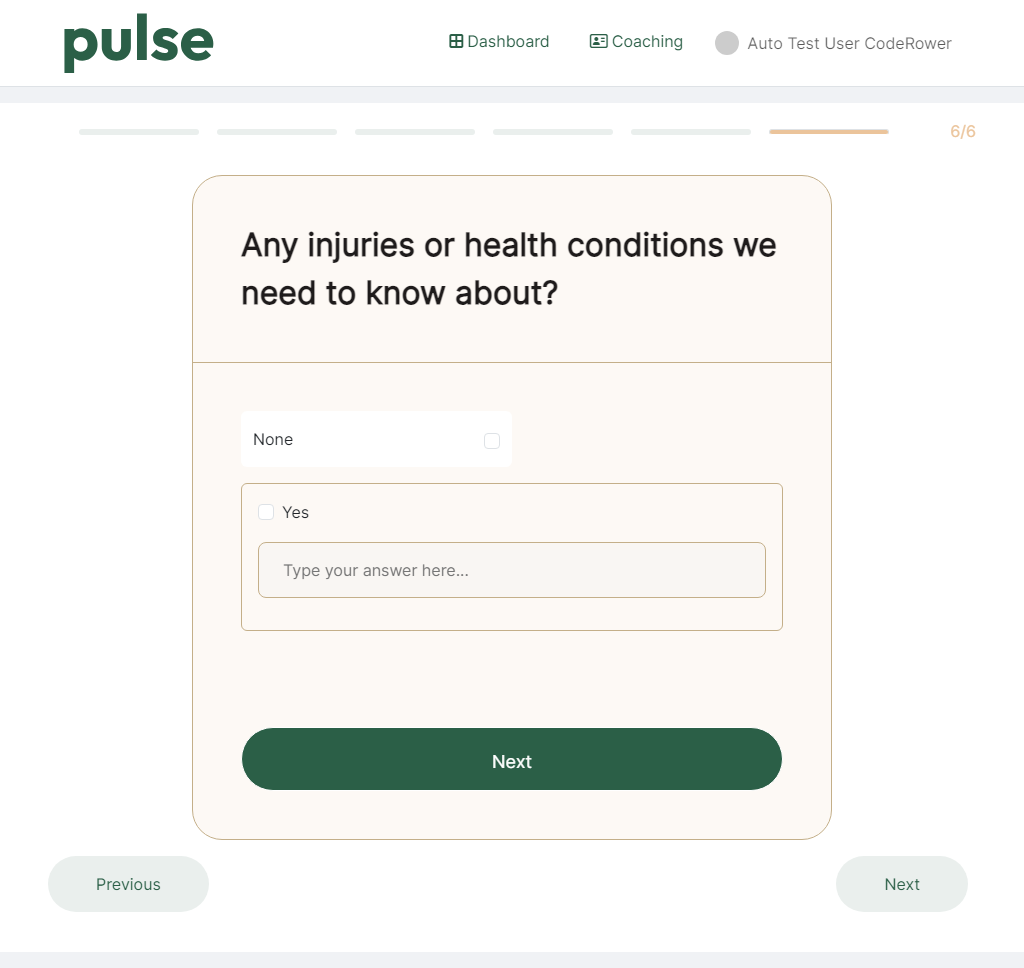 pulse
Dashboard
Coaching
Auto Test User CodeRower
6/6
Any injuries or health conditions we
need to know about?
None
Yes
Type your answer here...
Next
Previous
Next